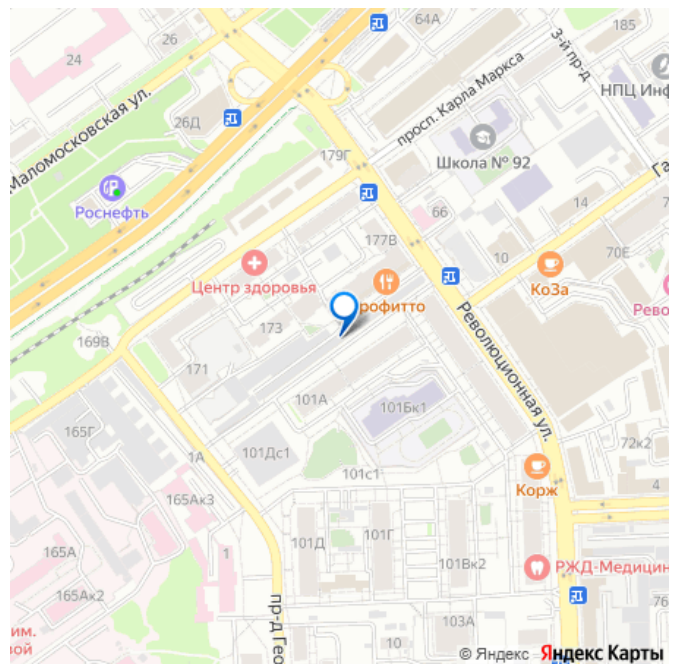 64А
185
26
3-й пр-д
24
НПЦ Инф
просп. Карла Маркса
Маломосковская ул.
26Д
179Г
Школа № 92
Га
Роснефть
66
14
7
177В
10
70Е
Центр здоровья
КоЗа
рофитто
Рево
Революционная ул.
173
169В
171
101А
101Бк1
165Г
72к2
1А
101Дс1
101с1
Корж
4
165Ак3
101Д
101Г
165А
1
101Вк2
РЖД-Медицин
165Ак2
76
пр-д Гео
103А
им.
вой
10
© Яндекс Яндекс Карты